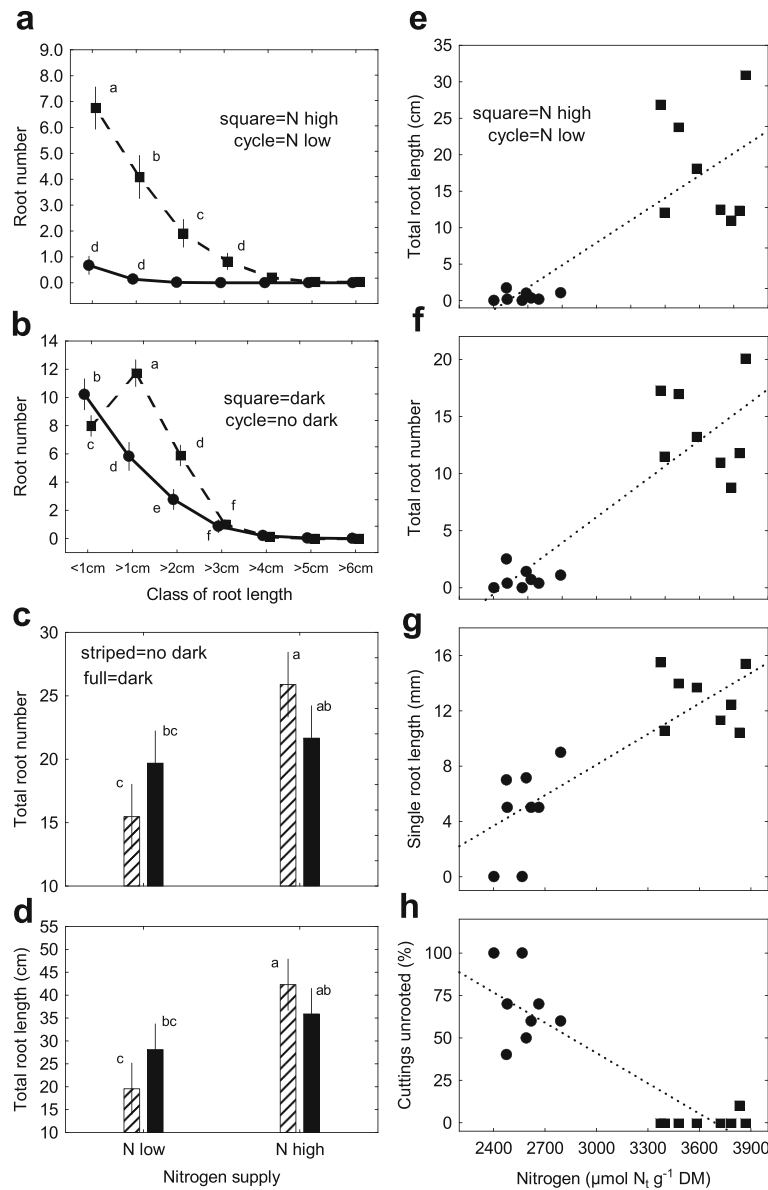 a
9.0
8.0
7.0
6.0
5.0
4.0
3.0
2.0
1.0
0.0
Root number
square=N high
cycle=N low
a
b
c
d
d
d
b
14
12
10
8
6
4
2
0
Root number
square=dark
cycle=no dark
b
a
c
d
d
e
f
f
<1cm >1cm >2cm >3cm >4cm >5cm >6cm
Class of root length
c
30
25
20
15
10
Total root number
striped=no dark
full=dark
c
bc
a
ab
d
55
50
45
40
35
30
25
20
15
10
Total root length (cm)
c
bc
a
ab
N low N high
Nitrogen supply
e
35
30
25
20
15
10
5
0
Total root length (cm)
square=N high
cycle=N low
f
20
15
10
5
0
Total root number
g
16
12
8
4
0
Single root length (mm)
h
100
75
50
25
0
Cuttings unrooted (%)
2400 2700 3000 3300 3600 3900
Nitrogen (μmol Nt g-1 DM)